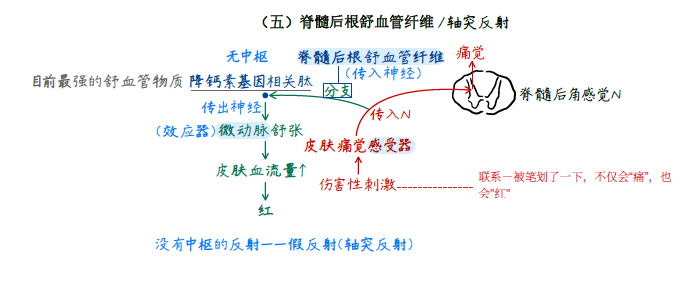 （五）脊髓后根舒血管纤维/轴突反射
无中枢 脊髓后根舒血管纤维 痛觉
（传入神经）
目前最强的舒血管物质 降钙素基因相关肽 分支 脊髓后角感觉N
传出神经 传入N
（效应器）微动脉舒张 皮肤痛觉感受器
皮肤血流量↑
伤害性刺激 联系－被笔划了一下，不仅会“痛”，也
会"红"
红
没有中枢的反射一一假反射(轴突反射)